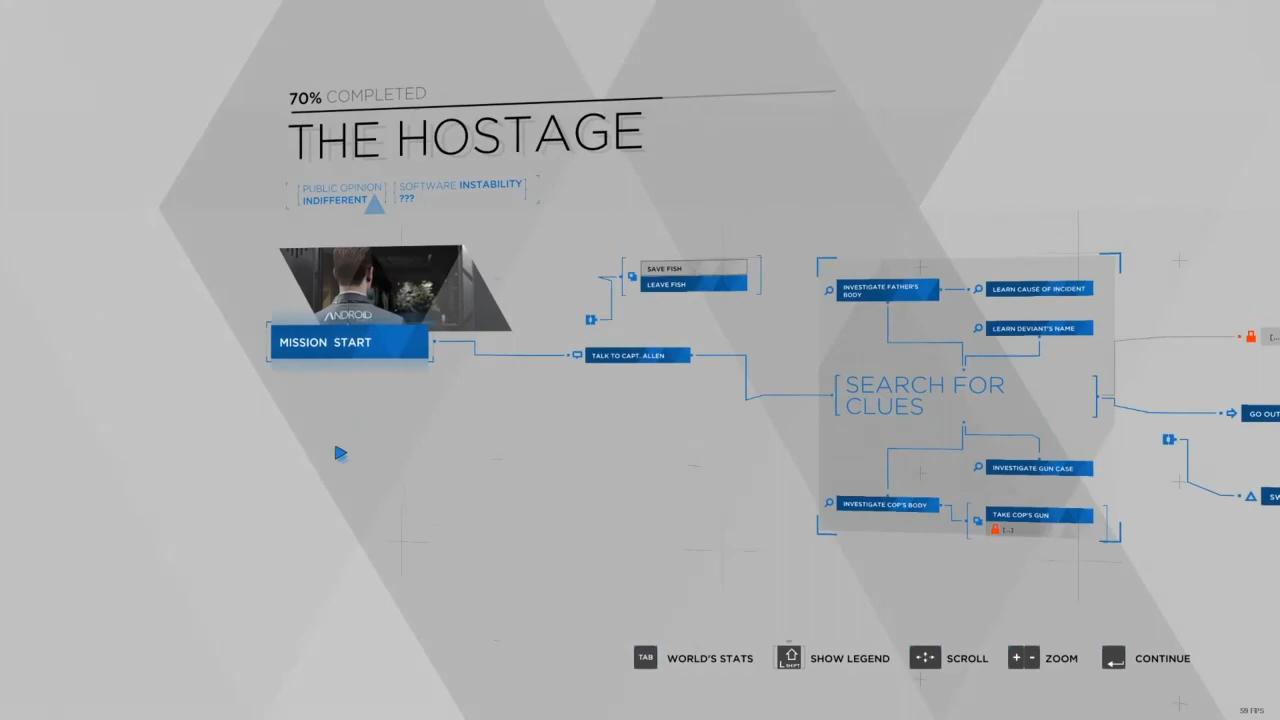 70% COMPLETED
THE HOSTAGE
PUBLIC OPINION
INDIFFERENT
SOFTWARE INSTABILITY
???
ANDROID
MISSION START
SAVE FISH
LEAVE FISH
TALK TO CAPT. ALLEN
INVESTIGATE FATHER'S
BODY
LEARN CAUSE OF INCIDENT
LEARN DEVIANT'S NAME
SEARCH FOR
CLUES
INVESTIGATE GUN CASE
INVESTIGATE COP'S BODY
TAKE COP'S GUN
[...]
[...
GO OUT
SW
TAB WORLD'S STATS
L SHIFT SHOW LEGEND
SCROLL
+ - ZOOM
CONTINUE
59 FPS